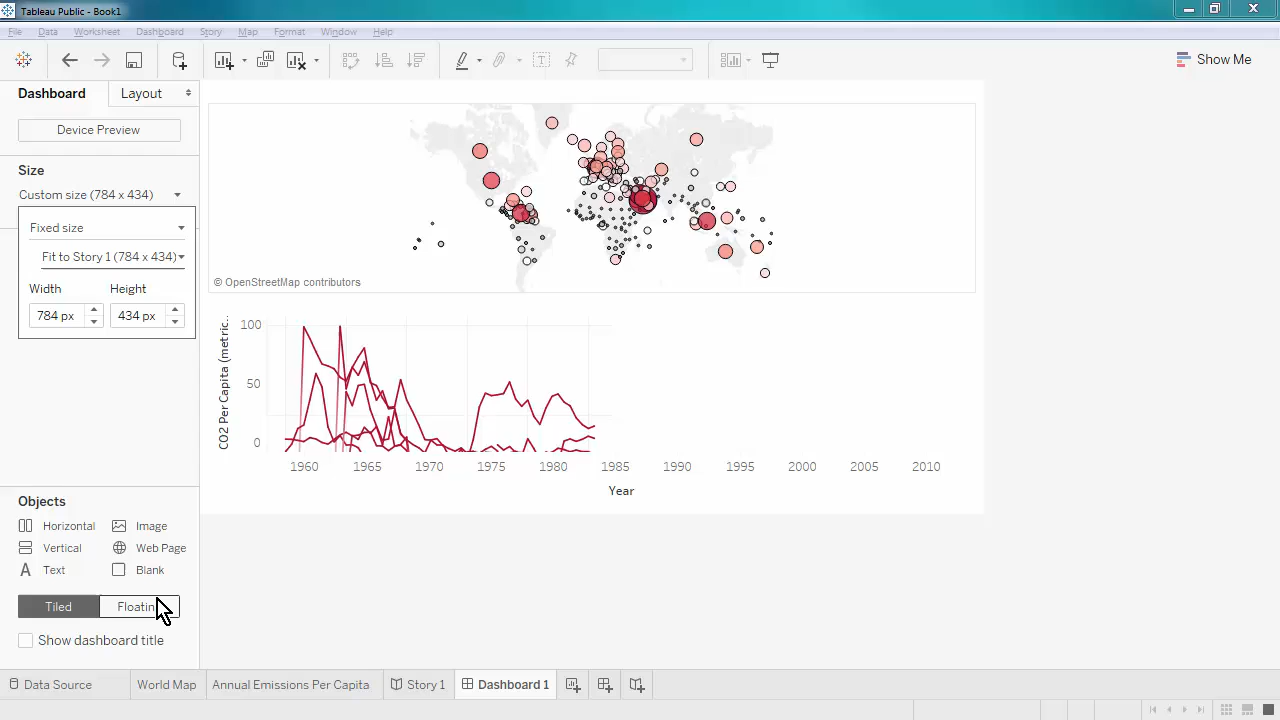 Tableau Public - Book1
File Data Worksheet Dashboard Story Map Format Window Help
Show Me
Dashboard Layout
Device Preview
Size
Custom size (784 x 434)
Fixed size
Fit to Story 1 (784 x 434)
Width Height
784 px 434 px
© OpenStreetMap contributors
CO2 Per Capita (metric..
100
50
0
1960 1965 1970 1975 1980 1985 1990 1995 2000 2005 2010
Year
Objects
Horizontal Image
Vertical Web Page
Text Blank
Tiled Floatin
Show dashboard title
Data Source World Map Annual Emissions Per Capita Story 1 Dashboard 1